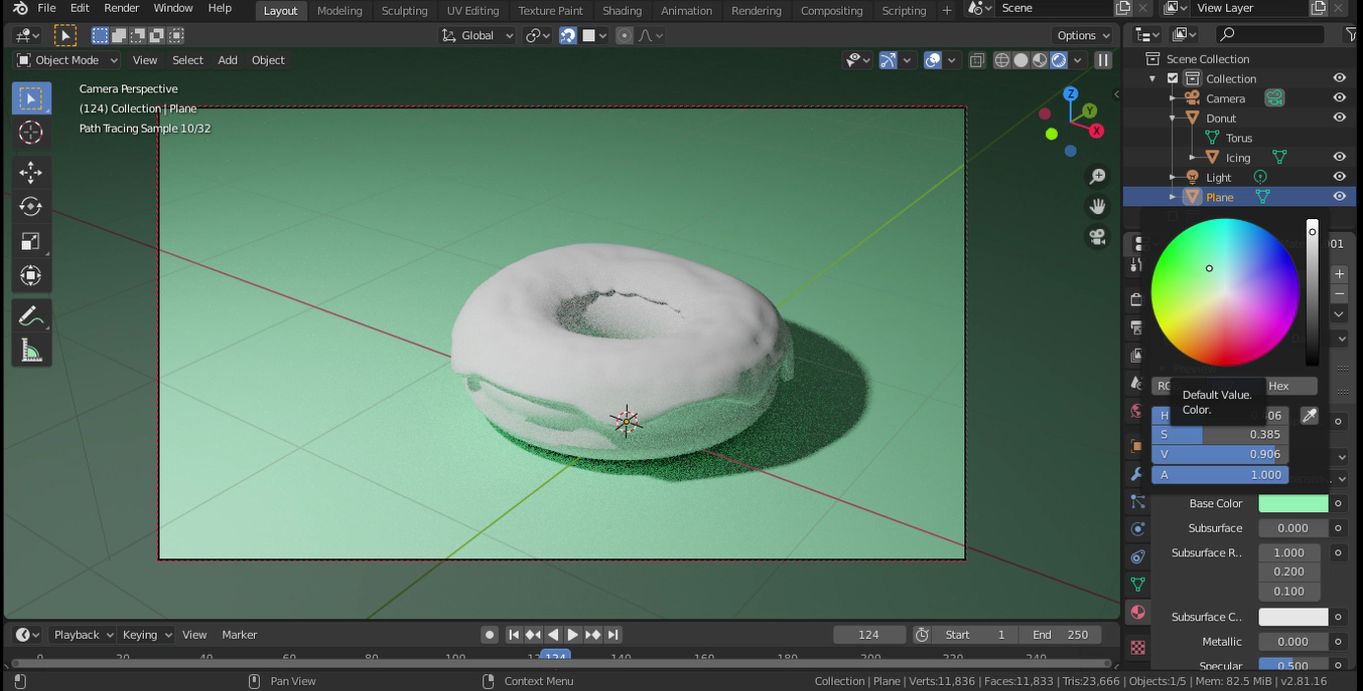 File Edit Render Window Help Layout Modeling Sculpting UV Editing Texture Paint Shading Animation Rendering Compositing Scripting + Scene View Layer
Global Options
Object Mode View Select Add Object
Camera Perspective
(124) Collection | Plane
Path Tracing Sample 10/32
Z
Y
X
Scene Collection
Collection
Camera
Donut
Torus
Icing
Light
Plane
001
Hex
Default Value.
Color.
H
S 0.385
V 0.906
A 1.000
Base Color
Subsurface 0.000
Subsurface R.. 1.000
0.200
0.100
Subsurface C..
Metallic 0.000
Specular 0.500
Playback Keying View Marker 124 Start 1 End 250
0 20 40 60 80 100 124 140 160 180 200 220 240
Pan View Context Menu Collection | Plane | Verts:11,836 | Faces:11,833 | Tris:23,666 | Objects:1/5 | Mem: 82.5 MiB | v2.81.16